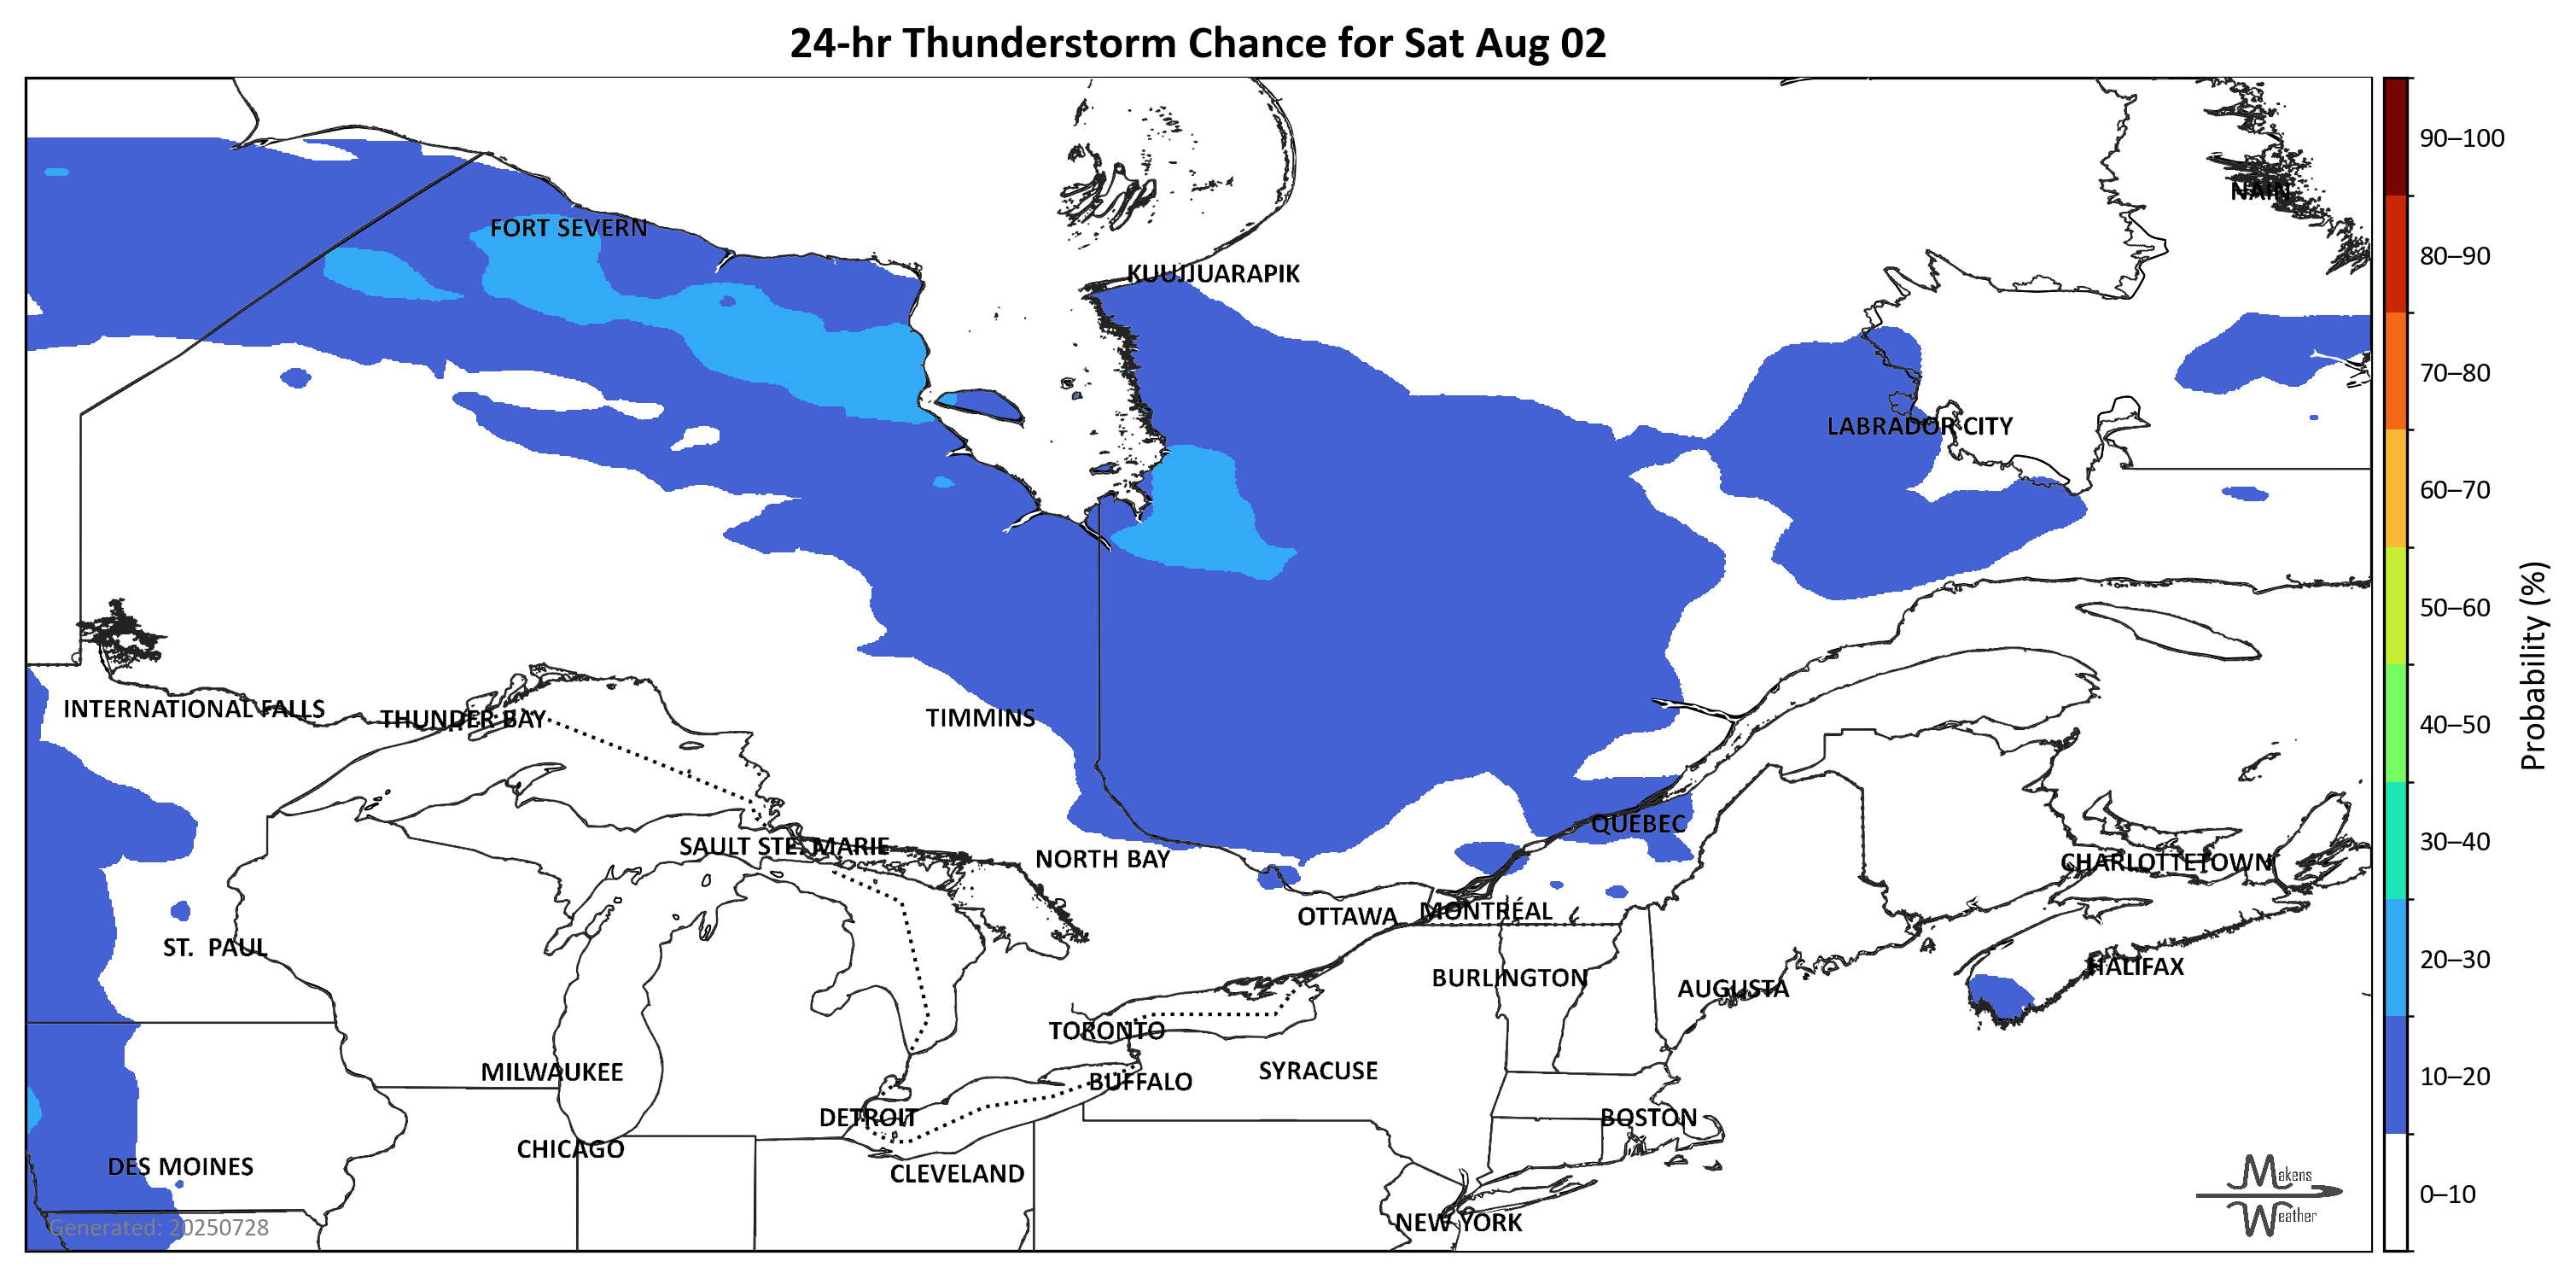 24-hr Thunderstorm Chance for Sat Aug 02
90–100
NAIN
FORT SEVERN
80–90
KUUJJUARAPIK
70–80
LABRADOR CITY
60–70
50–60
Probability (%)
INTERNATIONAL FALLS
THUNDER BAY
TIMMINS
40–50
QUEBEC
30–40
SAULT STE. MARIE
NORTH BAY
CHARLOTTETOWN
OTTAWA
MONTRÉAL
ST. PAUL
20–30
HALIFAX
BURLINGTON
AUGUSTA
TORONTO
MILWAUKEE
SYRACUSE
10–20
BUFFALO
DETROIT
BOSTON
CHICAGO
DES MOINES
CLEVELAND
Makens
Weather
0–10
NEW YORK
Generated: 20250728